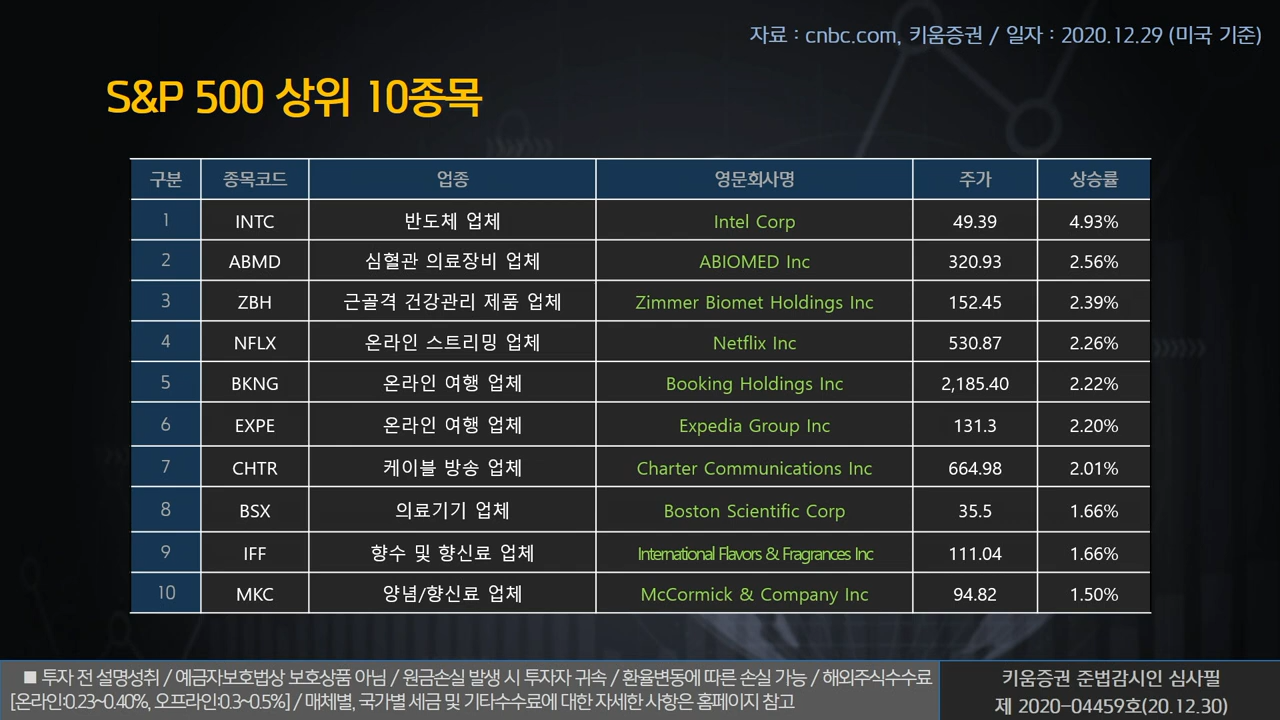 자료 : cnbc.com, 키움증권 / 일자 : 2020.12.29 (미국 기준)
S&P 500 상위 10종목
구분 종목코드 업종 영문회사명 주가 상승률
1 INTC 반도체 업체 Intel Corp 49.39 4.93%
2 ABMD 심혈관 의료장비 업체 ABIOMED Inc 320.93 2.56%
3 ZBH 근골격 건강관리 제품 업체 Zimmer Biomet Holdings Inc 152.45 2.39%
4 NFLX 온라인 스트리밍 업체 Netflix Inc 530.87 2.26%
5 BKNG 온라인 여행 업체 Booking Holdings Inc 2,185.40 2.22%
6 EXPE 온라인 여행 업체 Expedia Group Inc 131.3 2.20%
7 CHTR 케이블 방송 업체 Charter Communications Inc 664.98 2.01%
8 BSX 의료기기 업체 Boston Scientific Corp 35.5 1.66%
9 IFF 향수 및 향신료 업체 International Flavors & Fragrances Inc 111.04 1.66%
10 MKC 양념/향신료 업체 McCormick & Company Inc 94.82 1.50%
■ 투자 전 설명성취 / 예금자보호법상 보호상품 아님 / 원금손실 발생 시 투자자 귀속 / 환율변동에 따른 손실 가능 / 해외주식수수료
[온라인:0.23~0.40%, 오프라인:0.3~0.5%] / 매체별, 국가별 세금 및 기타수수료에 대한 자세한 사항은 홈페이지 참고
키움증권 준법감시인 심사필
제 2020-04459호(20.12.30)